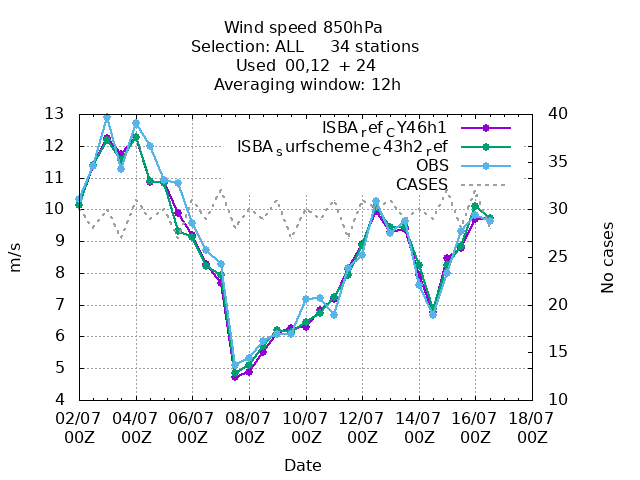 Wind speed 850hPa
Selection: ALL 34 stations
Used 00,12 + 24
Averaging window: 12h
ISBA_ref_CY46h1
ISBA_surfscheme_C43h2_ref
OBS
CASES
13
12
11
10
9
8
7
6
5
4
m/s
40
35
30
25
20
15
10
No cases
02/07 04/07 06/07 08/07 10/07 12/07 14/07 16/07 18/07
00Z 00Z 00Z 00Z 00Z 00Z 00Z 00Z 00Z
Date